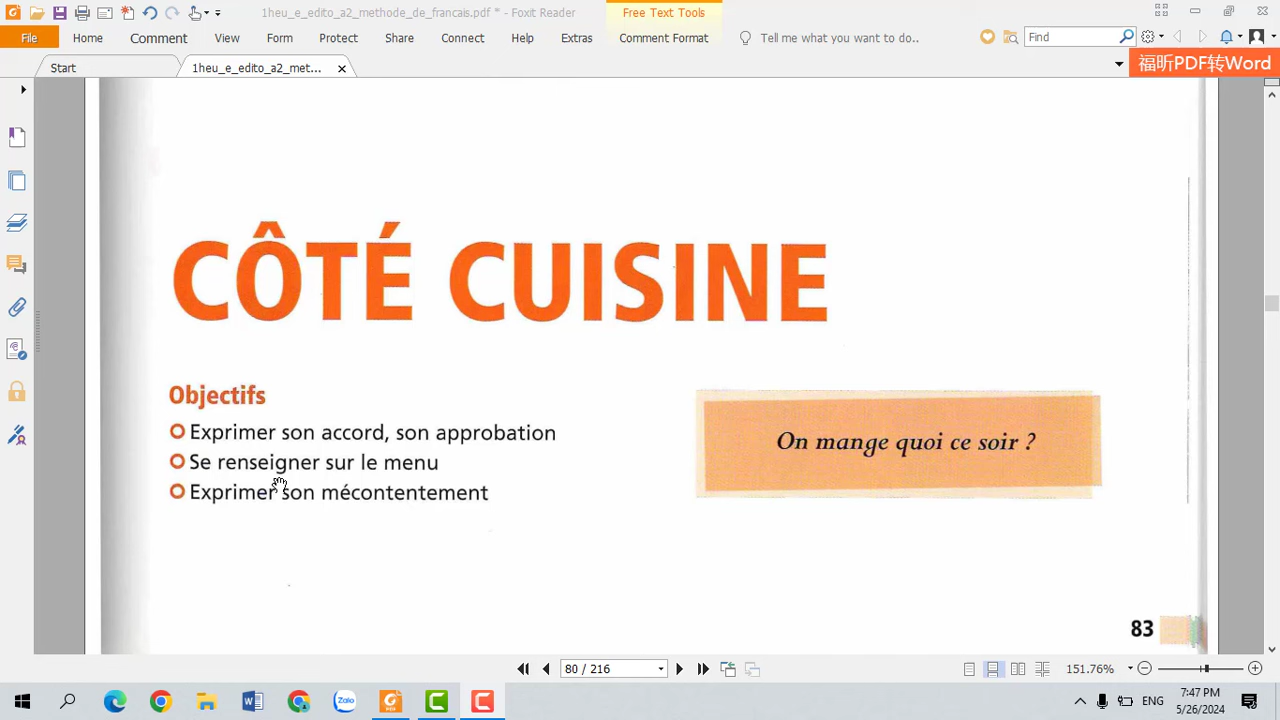 1heu_e_edito_a2_methode_de_francais.pdf * - Foxit Reader
Free Text Tools
File
Home
Comment
View
Form
Protect
Share
Connect
Help
Extras
Comment Format
Tell me what you want to do..
Find
Start
1heu_e_edito_a2_met...
福昕PDF转Word
CÔTÉ CUISINE
Objectifs
Exprimer son accord, son approbation
Se renseigner sur le menu
Exprimer son mécontentement
On mange quoi ce soir ?
83
80 / 216
151.76%
Zalo
ENG
7:47 PM
5/26/2024